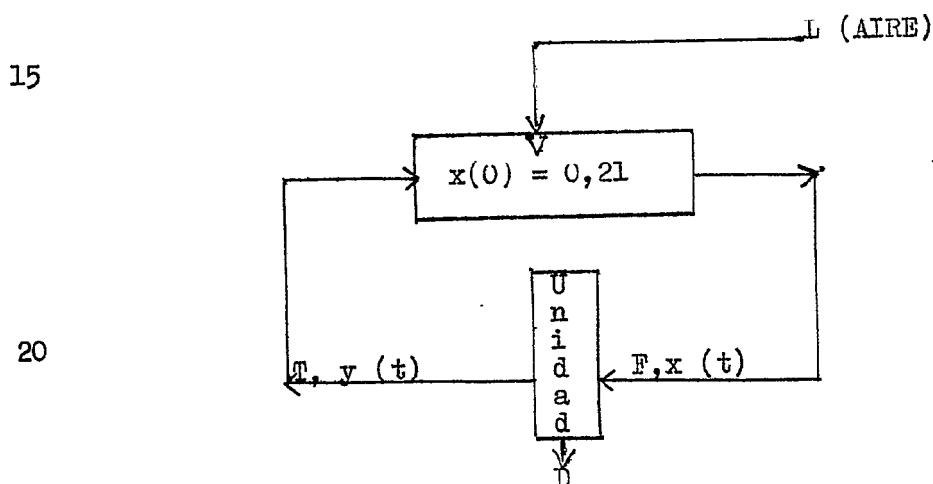 L (AIRE)
15
V
x(0) = 0,21
Unidad
20
T, y (t)
F,x (t)
D